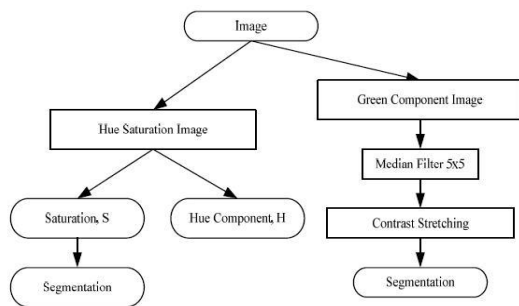 Image
Hue Saturation Image
Green Component Image
Median Filter 5x5
Saturation, S
Hue Component, H
Contrast Stretching
Segmentation
Segmentation